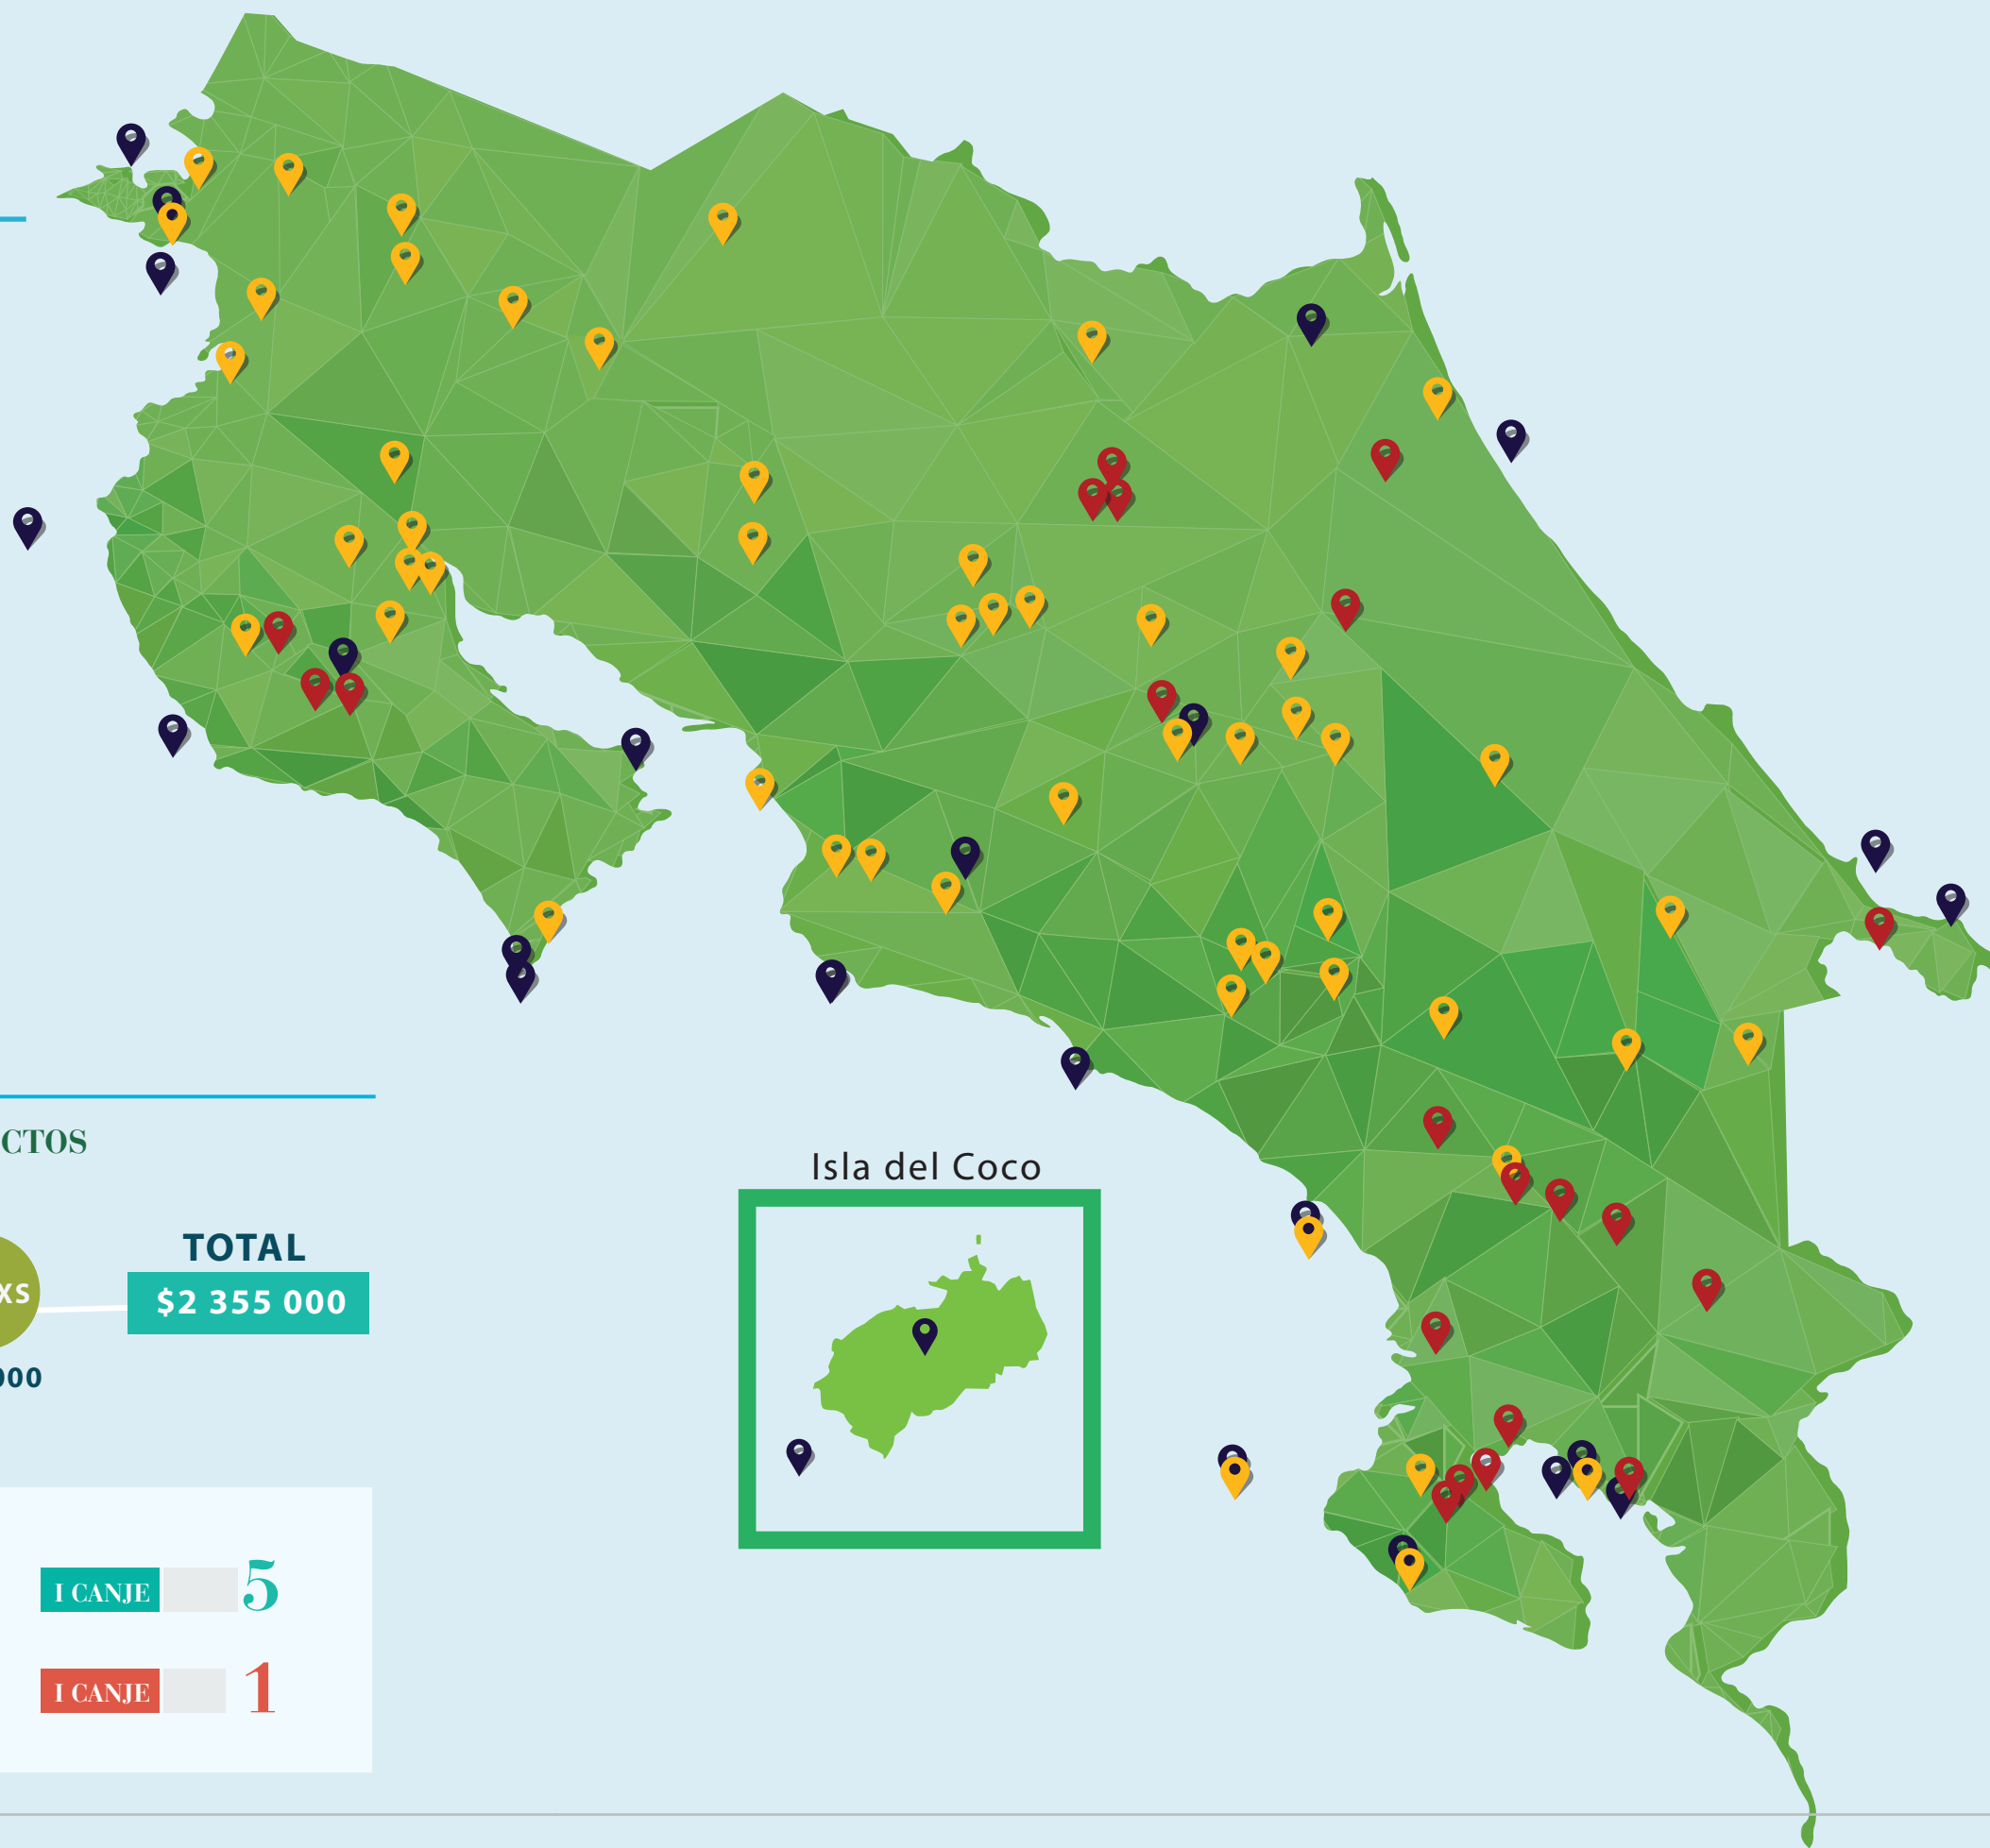 CTOS
Isla del Coco
TOTAL
XS
$2 355 000
000
I CANJE 5
I CANJE 1